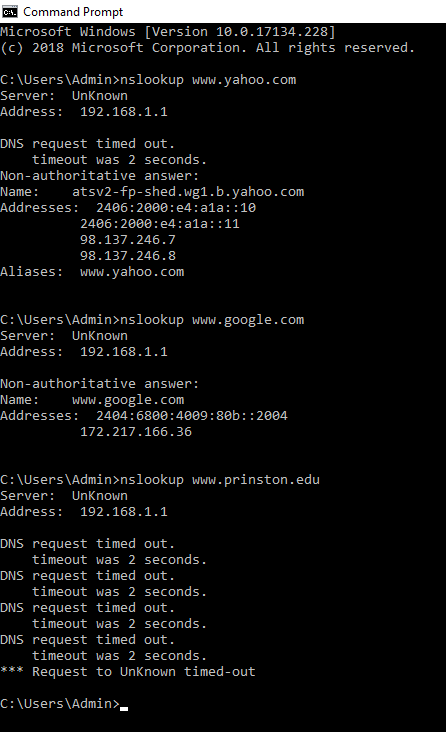 Command Prompt
Microsoft Windows [Version 10.0.17134.228]
(c) 2018 Microsoft Corporation. All rights reserved.
C:\Users\Admin>nslookup www.yahoo.com
Server:  UnKnown
Address:  192.168.1.1
DNS request timed out.
    timeout was 2 seconds.
Non-authoritative answer:
Name:    atsv2-fp-shed.wg1.b.yahoo.com
Addresses:  2406:2000:e4:a1a::10
          2406:2000:e4:a1a::11
          98.137.246.7
          98.137.246.8
Aliases:  www.yahoo.com
C:\Users\Admin>nslookup www.google.com
Server:  UnKnown
Address:  192.168.1.1
Non-authoritative answer:
Name:    www.google.com
Addresses:  2404:6800:4009:80b::2004
          172.217.166.36
C:\Users\Admin>nslookup www.prinston.edu
Server:  UnKnown
Address:  192.168.1.1
DNS request timed out.
    timeout was 2 seconds.
DNS request timed out.
    timeout was 2 seconds.
DNS request timed out.
    timeout was 2 seconds.
DNS request timed out.
    timeout was 2 seconds.
*** Request to UnKnown timed-out
C:\Users\Admin>